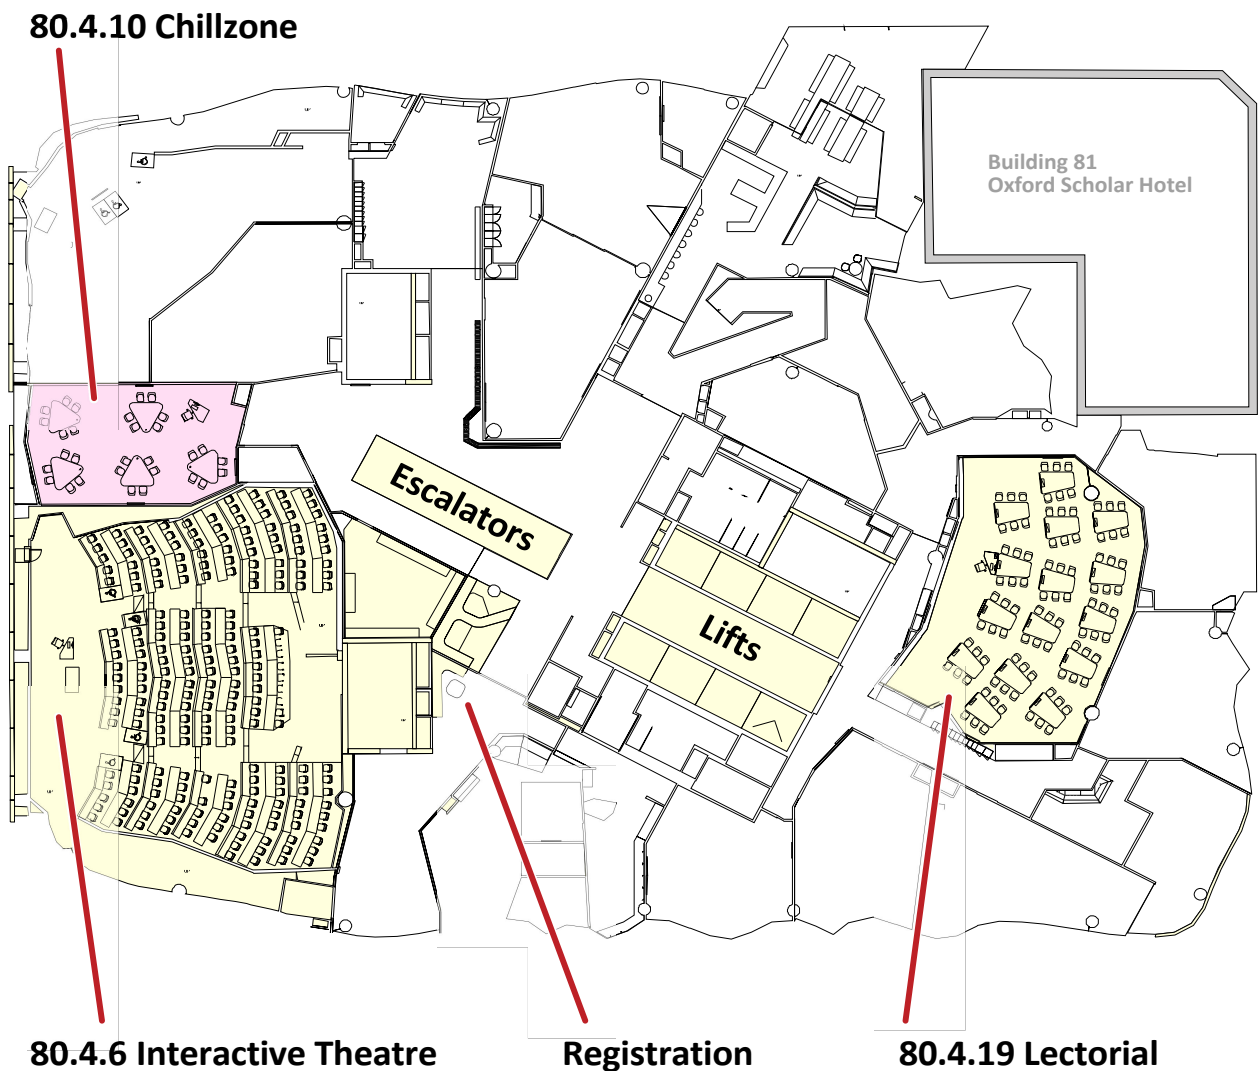 80.4.10 Chillzone
Building 81
Oxford Scholar Hotel
Escalators
Lifts
80.4.6 Interactive Theatre
Registration
80.4.19 Lectorial